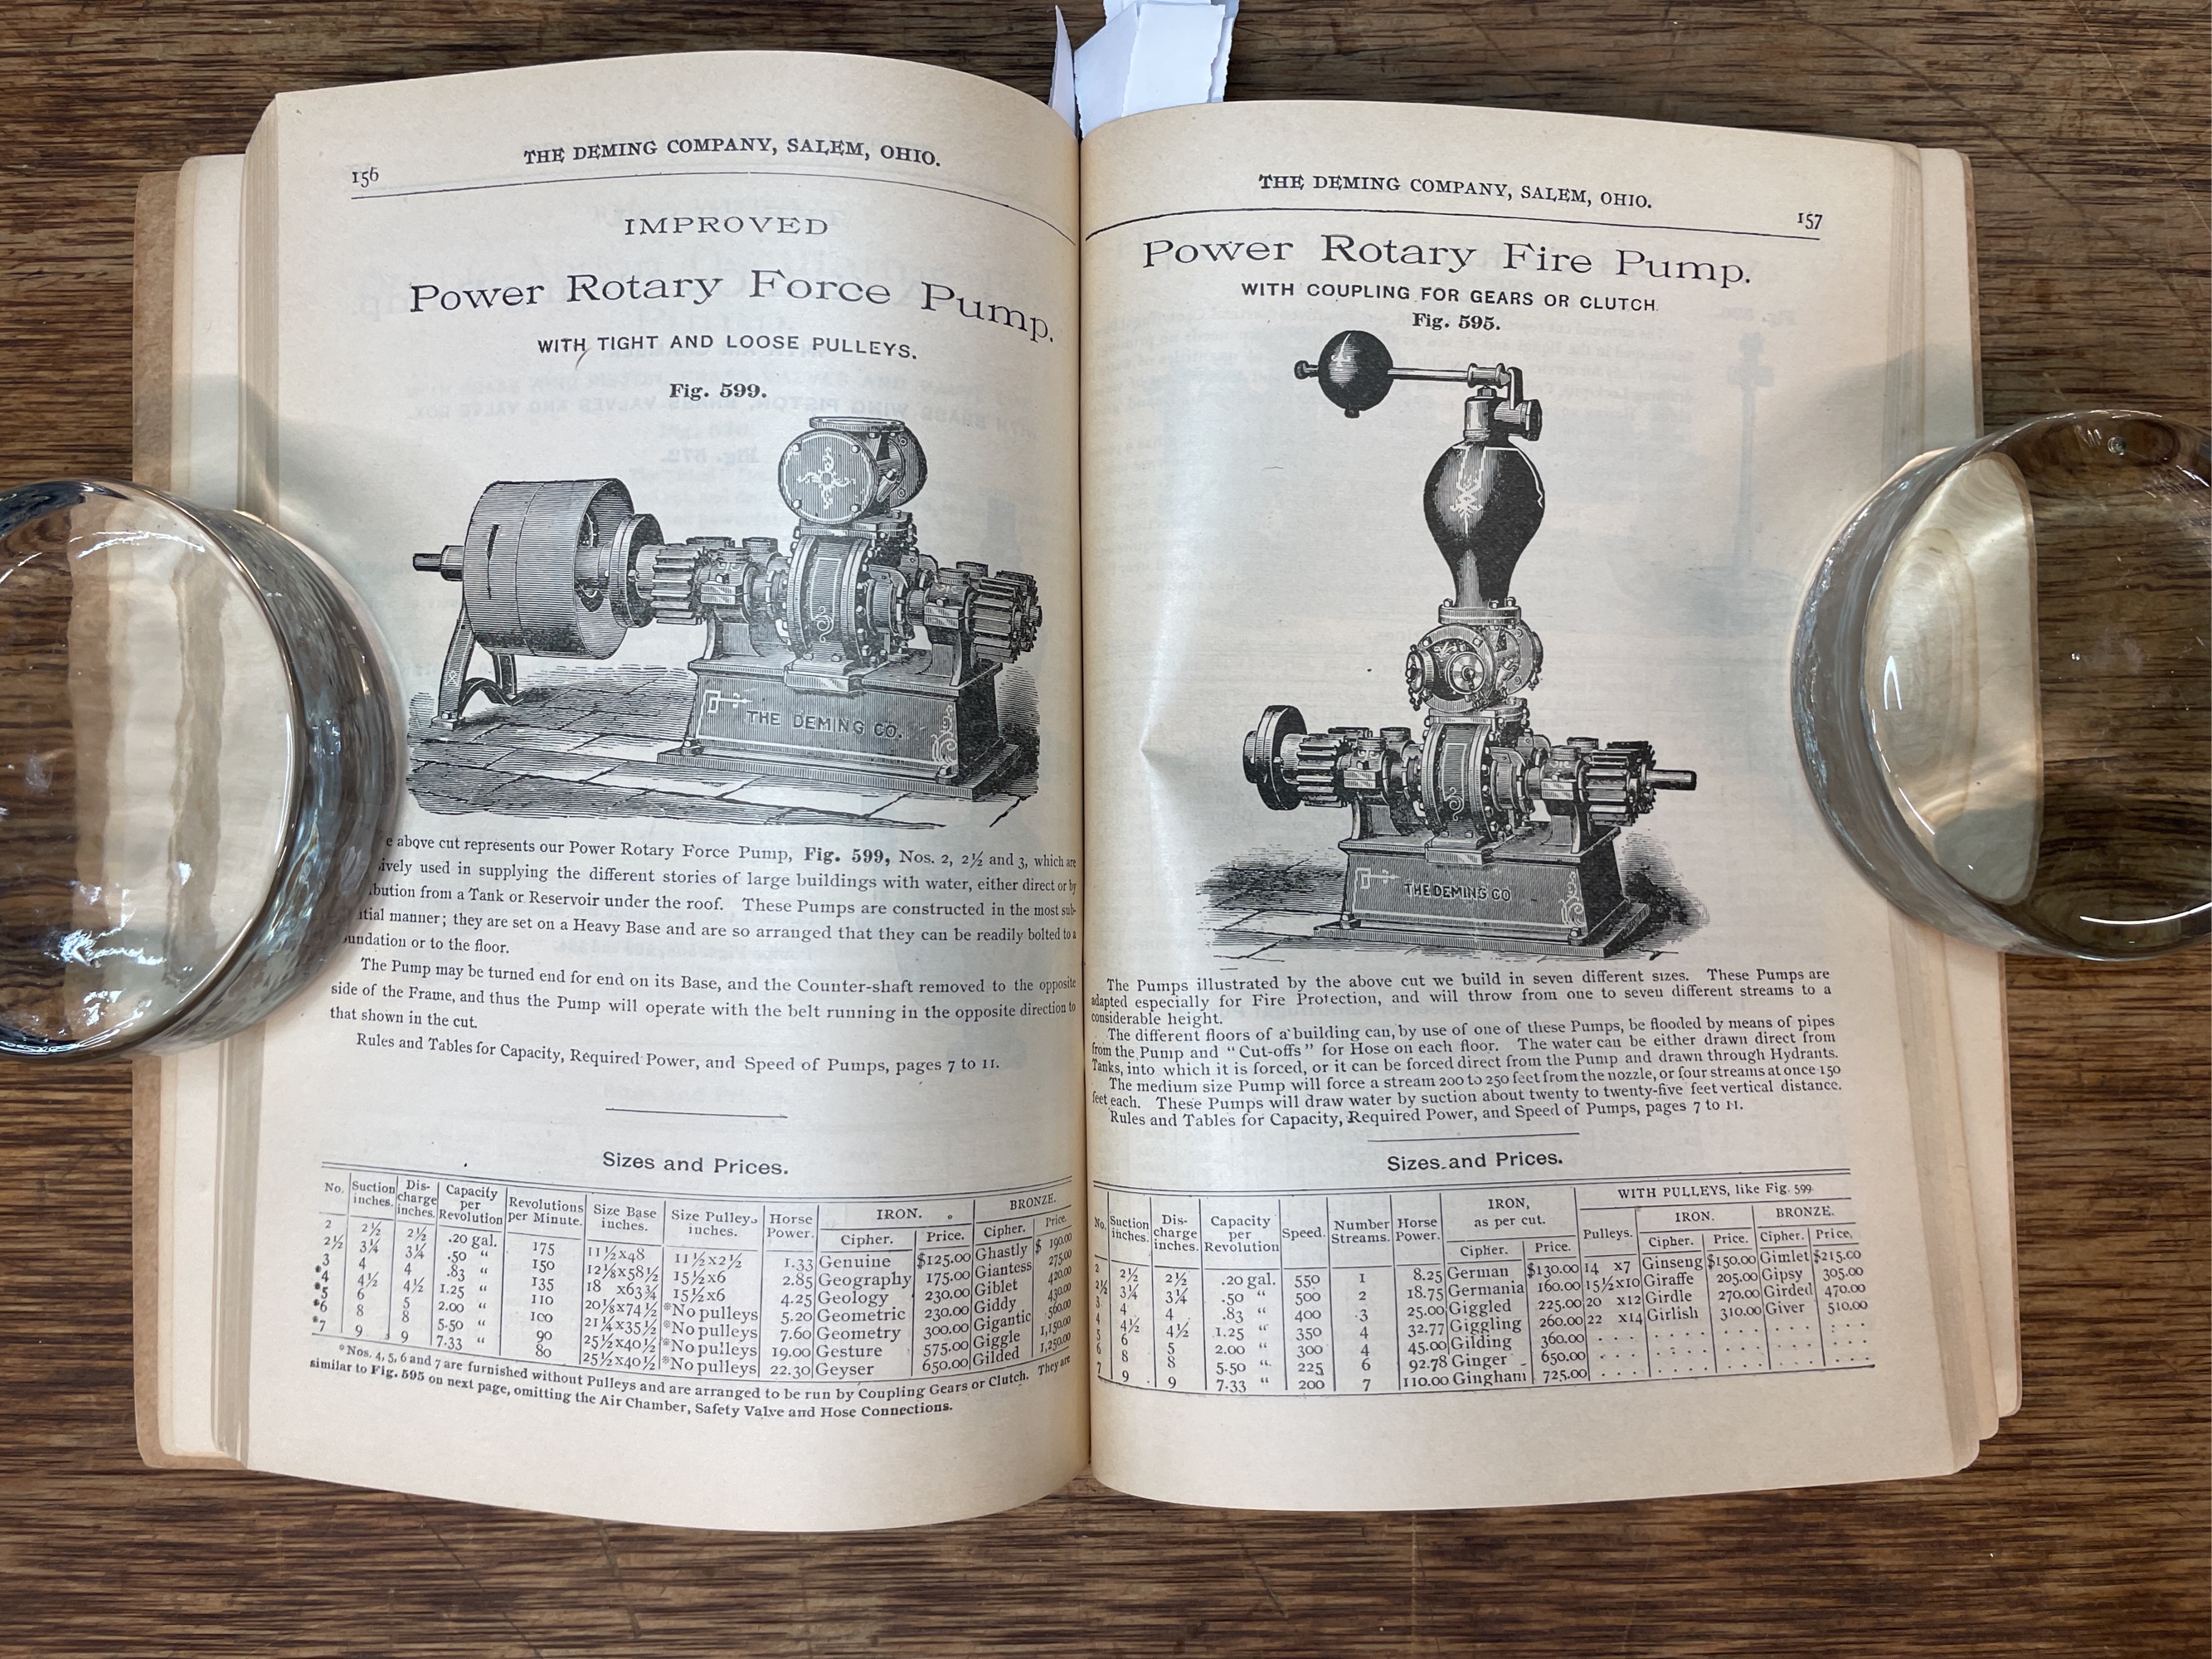 156
THE DEMING COMPANY, SALEM, OHIO.
IMPROVED
Power Rotary Force Pump.
WITH TIGHT AND LOOSE PULLEYS.
Fig. 599.
THE DEMING CO.
above cut represents our Power Rotary Force Pump, Fig. 599, Nos. 2, 2½ and 3, which are
used in supplying the different stories of large buildings with water, either direct or by
from a Tank or Reservoir under the roof. These Pumps are constructed in the most sub-
manner; they are set on a Heavy Base and are so arranged that they can be readily bolted to a
or to the floor.
The Pump may be turned end for end on its Base, and the Counter-shaft removed to the opposite
side of the Frame, and thus the Pump will operate with the belt running in the opposite direction to
that shown in the cut.
Rules and Tables for Capacity, Required Power, and Speed of Pumps, pages 7 to 11.
Sizes and Prices.
No. Suction inches. Dis-charge inches. Capacity per Revolution Revolutions per Minute. Size Base inches. Size Pulley, inches. Horse Power. IRON. Cipher. Price. BRONZE. Cipher. Price.
2 2½ 2½ .20 gal. 175 11½x48 11½x2½ 1.33 Genuine $125.00 Ghastly $ 190.00
2½ 3¼ 3¼ .50 “ 150 12⅛x58½ 15½x6 2.85 Geography 175.00 Giantess 275.00
3 4 4 .83 “ 135 18 x63¾ 15½x6 4.25 Geology 230.00 Giblet 420.00
*4 4½ 4½ 1.25 “ 110 20⅛x74½ *No pulleys 5.20 Geometric 230.00 Giddy 430.00
*5 6 5 2.00 “ 100 21¼x35½ *No pulleys 7.60 Geometry 300.00 Gigantic 560.00
*6 8 8 5.50 “ 90 25½x40½ *No pulleys 19.00 Gesture 575.00 Giggle 1,150.00
*7 9 9 7.33 “ 80 25½x40½ *No pulleys 22.30 Geyser 650.00 Gilded 1,250.00
*Nos. 4, 5, 6 and 7 are furnished without Pulleys and are arranged to be run by Coupling Gears or Clutch. They are
similar to Fig. 595 on next page, omitting the Air Chamber, Safety Valve and Hose Connections.
THE DEMING COMPANY, SALEM, OHIO.
157
Power Rotary Fire Pump.
WITH COUPLING FOR GEARS OR CLUTCH.
Fig. 595.
THE DEMING CO
The Pumps illustrated by the above cut we build in seven different sizes. These Pumps are
adapted especially for Fire Protection, and will throw from one to seven different streams to a
considerable height.
The different floors of a building can, by use of one of these Pumps, be flooded by means of pipes
from the Pump and “Cut-offs” for Hose on each floor. The water can be either drawn direct from
Tanks, into which it is forced, or it can be forced direct from the Pump and drawn through Hydrants.
The medium size Pump will force a stream 200 to 250 feet from the nozzle, or four streams at once 150
feet each. These Pumps will draw water by suction about twenty to twenty-five feet vertical distance.
Rules and Tables for Capacity, Required Power, and Speed of Pumps, pages 7 to 11.
Sizes and Prices.
No. Suction inches. Dis-charge inches. Capacity per Revolution Speed. Number Streams. Horse Power. IRON, as per cut. Cipher. Price. WITH PULLEYS, like Fig. 599. Pulleys. IRON. Cipher. Price. BRONZE. Cipher. Price.
2 2½ 2½ .20 gal. 550 1 8.25 German $130.00 14 x7 Ginseng $150.00 Gimlet $215.00
2½ 3¼ 3¼ .50 “ 500 2 18.75 Germania 160.00 15½x10 Giraffe 205.00 Gipsy 305.00
3 4 4 .83 “ 400 3 25.00 Giggled 225.00 20 x12 Girdle 270.00 Girded 470.00
4 4½ 4½ 1.25 “ 350 4 32.77 Giggling 260.00 22 x14 Girlish 310.00 Giver 510.00
5 6 5 2.00 “ 300 4 45.00 Gilding 360.00 . . . . . . . . . . . . . . . . . .
6 8 8 5.50 “ 225 6 92.78 Ginger 650.00 . . . . . . . . . . . . . . . . . .
7 9 9 7.33 “ 200 7 110.00 Gingham 725.00 . . . . . . . . . . . . . . . . . .